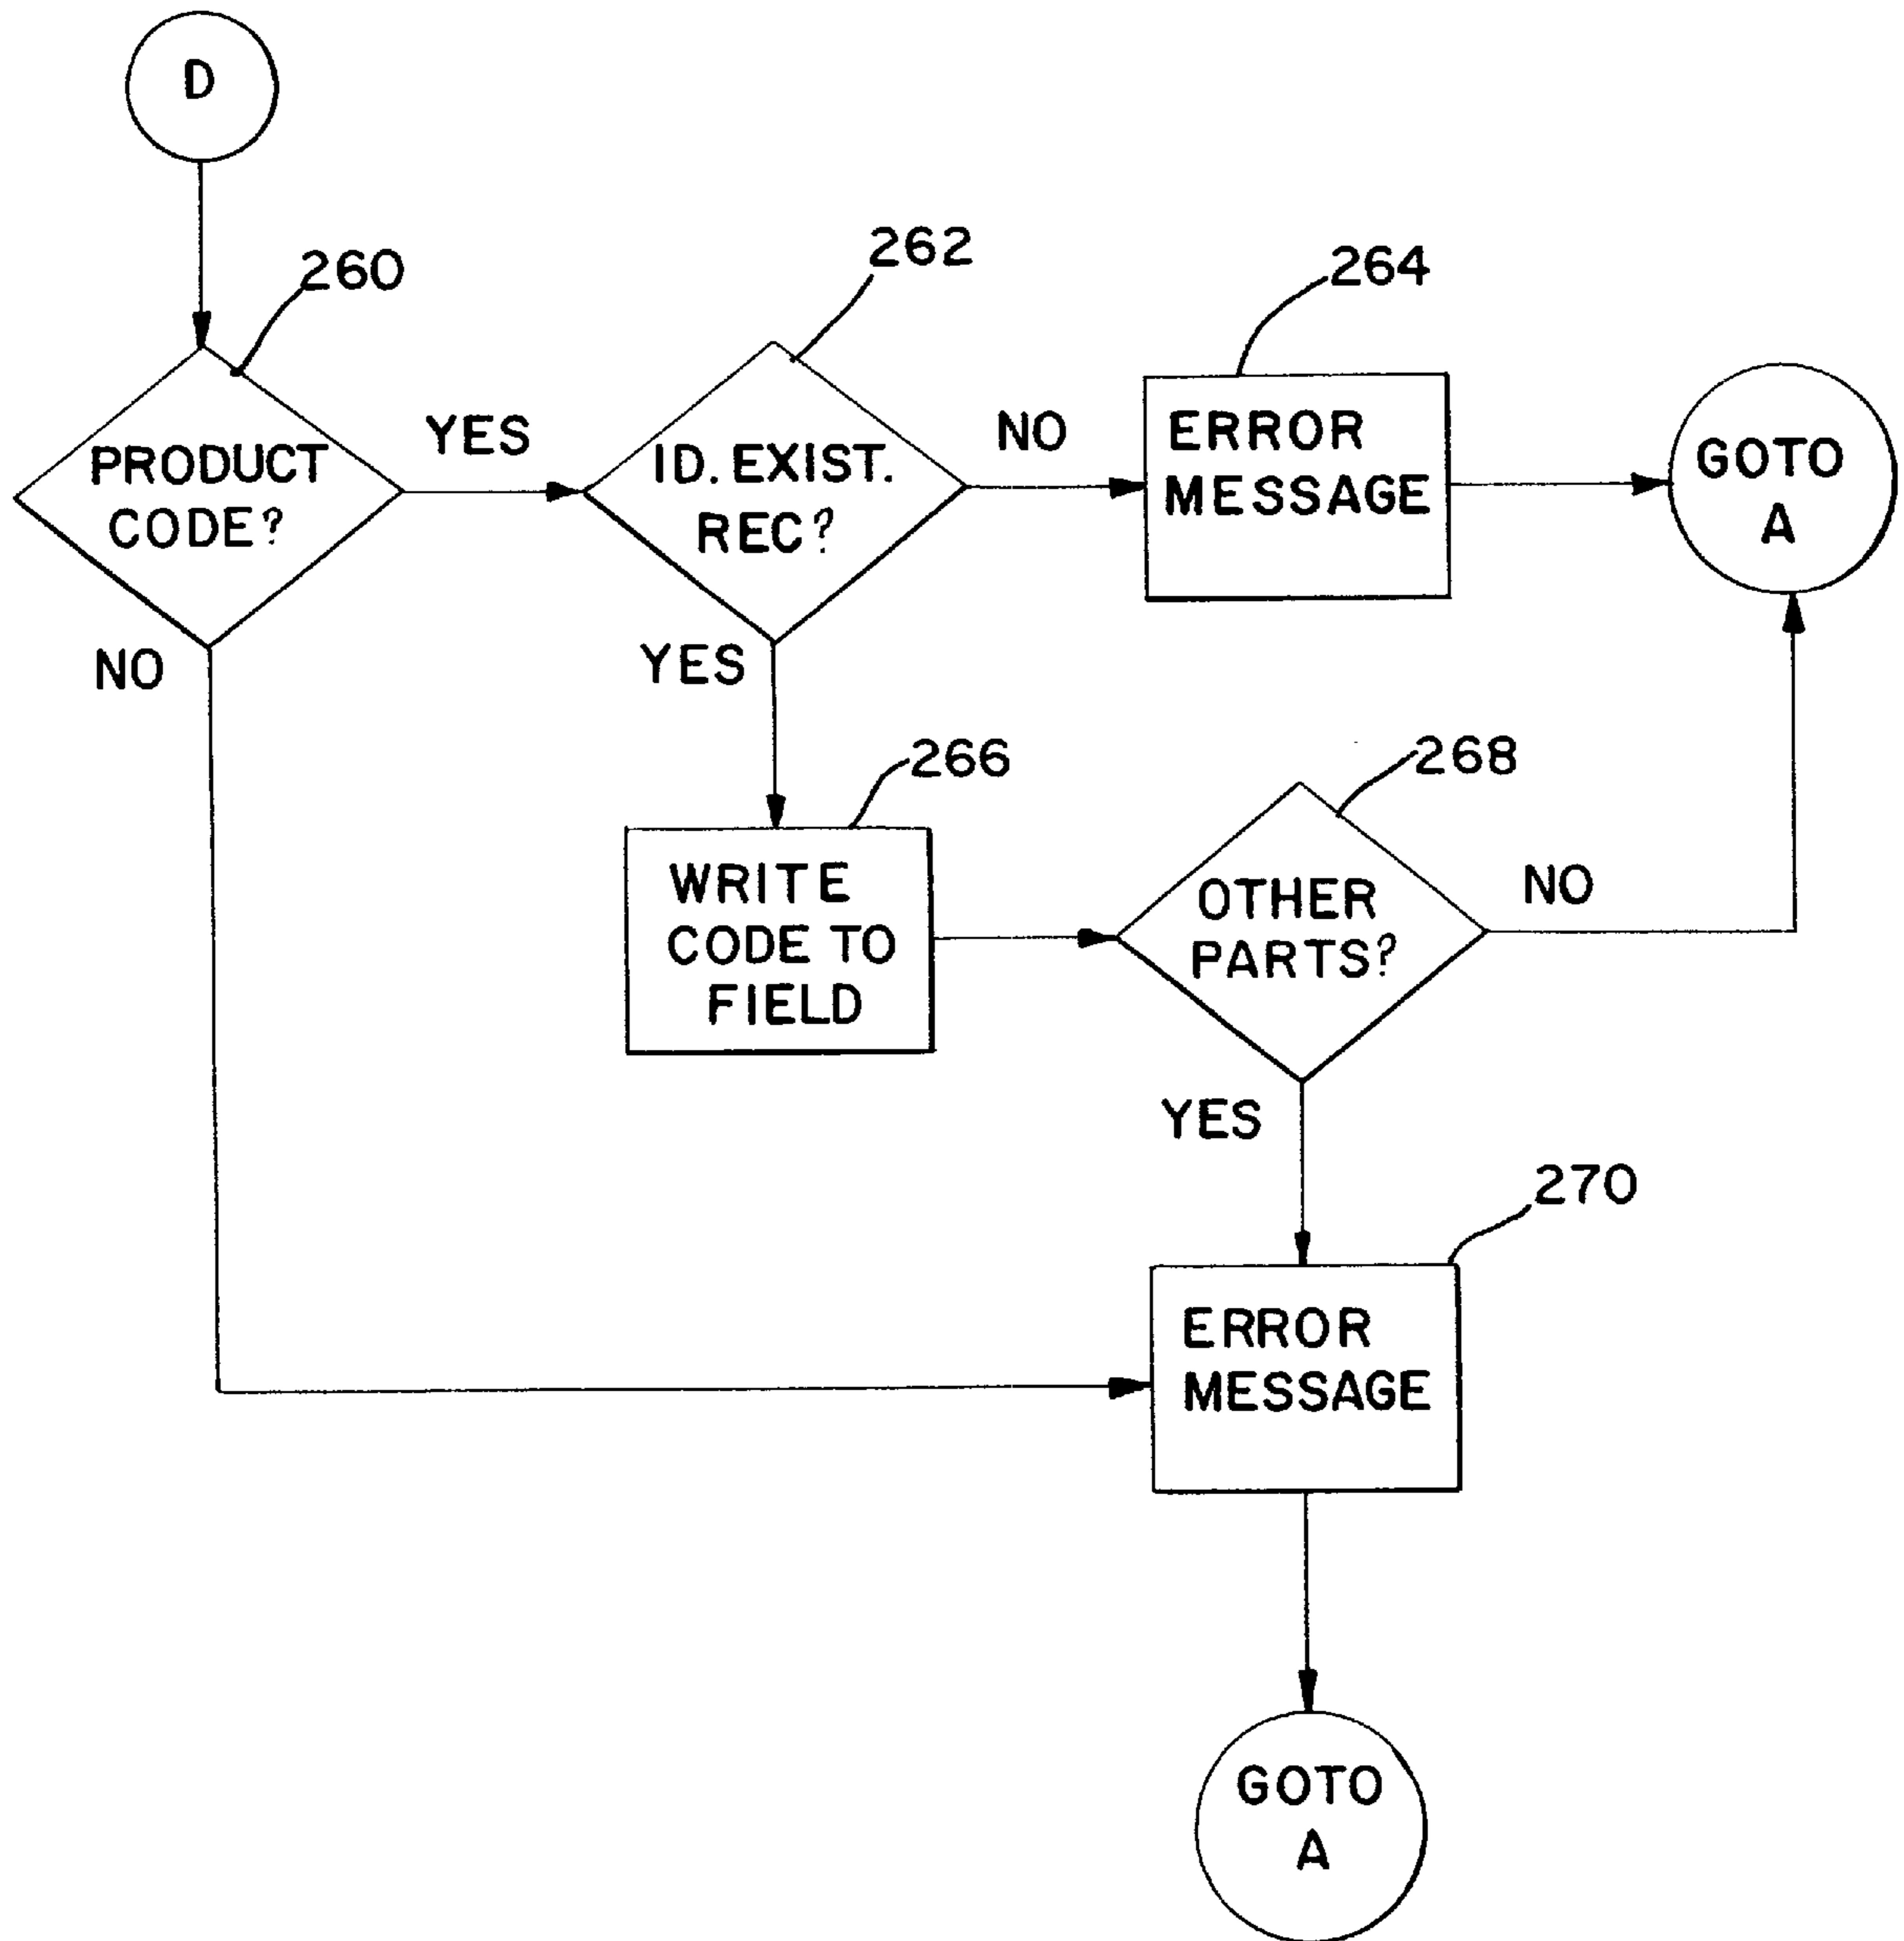 D
260
262
264
PRODUCT
CODE?
YES
ID. EXIST.
REC?
NO
ERROR
MESSAGE
GOTO
A
NO
YES
266
268
WRITE
CODE TO
FIELD
OTHER
PARTS?
NO
YES
270
ERROR
MESSAGE
GOTO
A